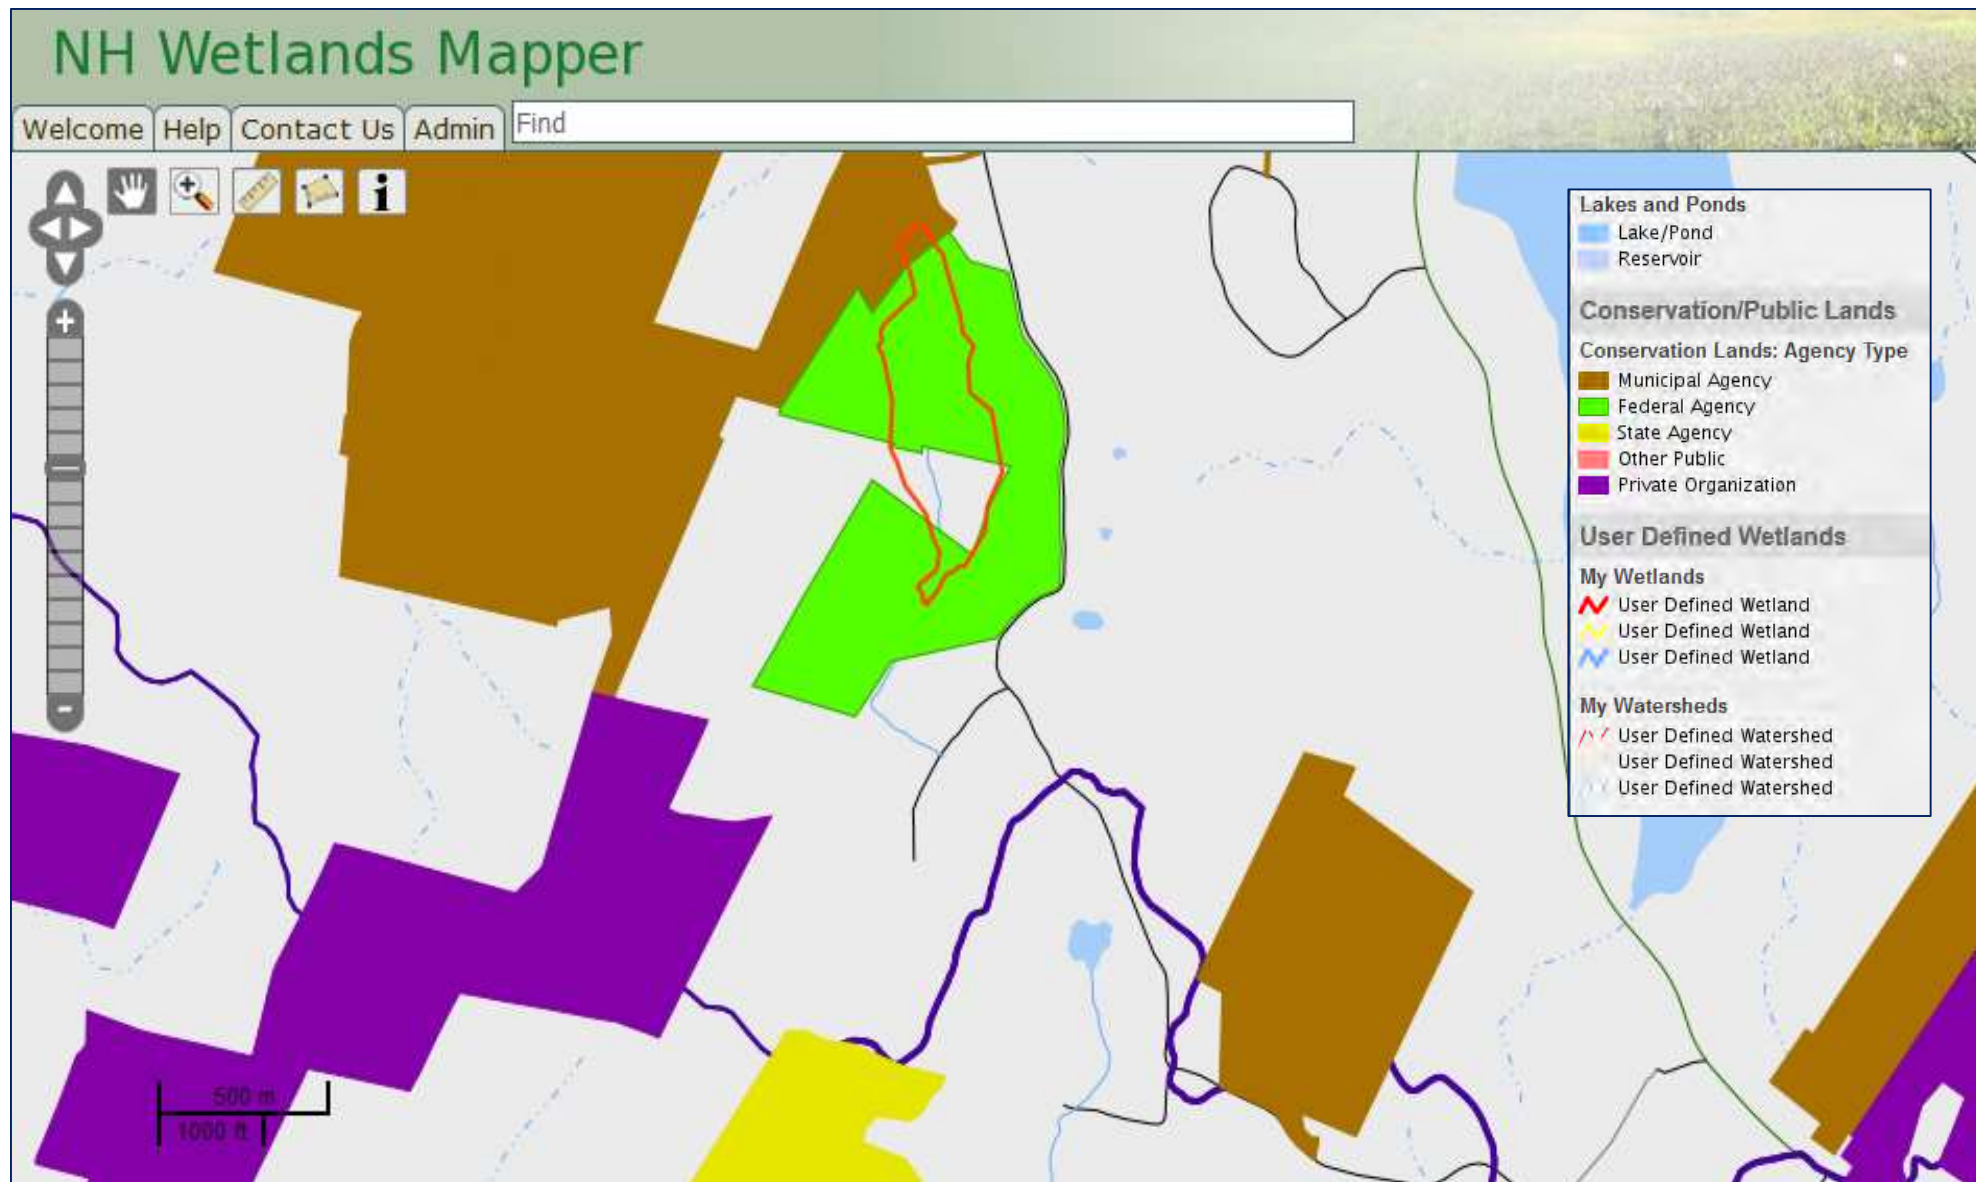 NH Wetlands Mapper
Welcome
Help
Contact Us
Admin
Find
i
+
-
Lakes and Ponds
Lake/Pond
Reservoir
Conservation/Public Lands
Conservation Lands: Agency Type
Municipal Agency
Federal Agency
State Agency
Other Public
Private Organization
User Defined Wetlands
My Wetlands
User Defined Wetland
User Defined Wetland
User Defined Wetland
My Watersheds
User Defined Watershed
User Defined Watershed
User Defined Watershed
500 m
1000 ft